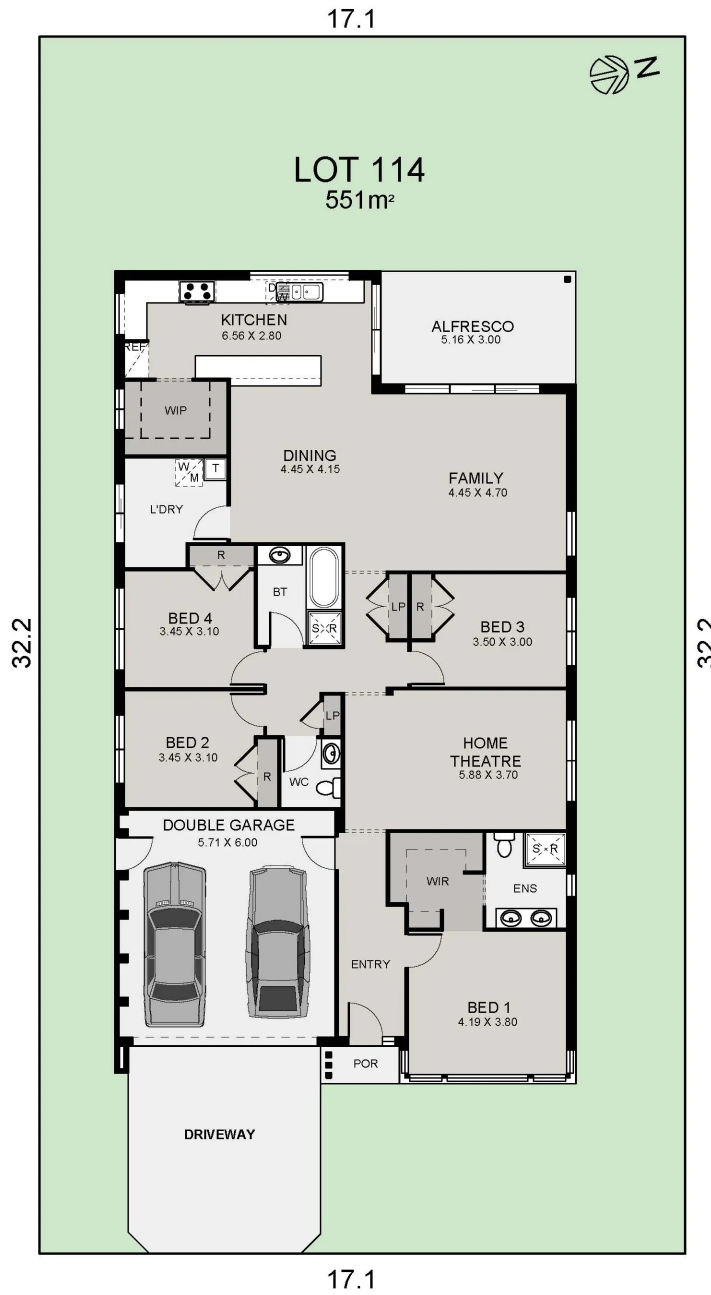 17.1
N
LOT 114
551m²
KITCHEN
6.56 X 2.80
ALFRESCO
5.16 X 3.00
REF
WIP
DINING
4.45 X 4.15
FAMILY
4.45 X 4.70
W
M
T
L'DRY
R
BT
S R
LP
R
BED 4
3.45 X 3.10
BED 3
3.50 X 3.00
32.2
32.2
LP
BED 2
3.45 X 3.10
R
WC
HOME
THEATRE
5.88 X 3.70
DOUBLE GARAGE
5.71 X 6.00
S R
WIR
ENS
ENTRY
BED 1
4.19 X 3.80
POR
DRIVEWAY
17.1